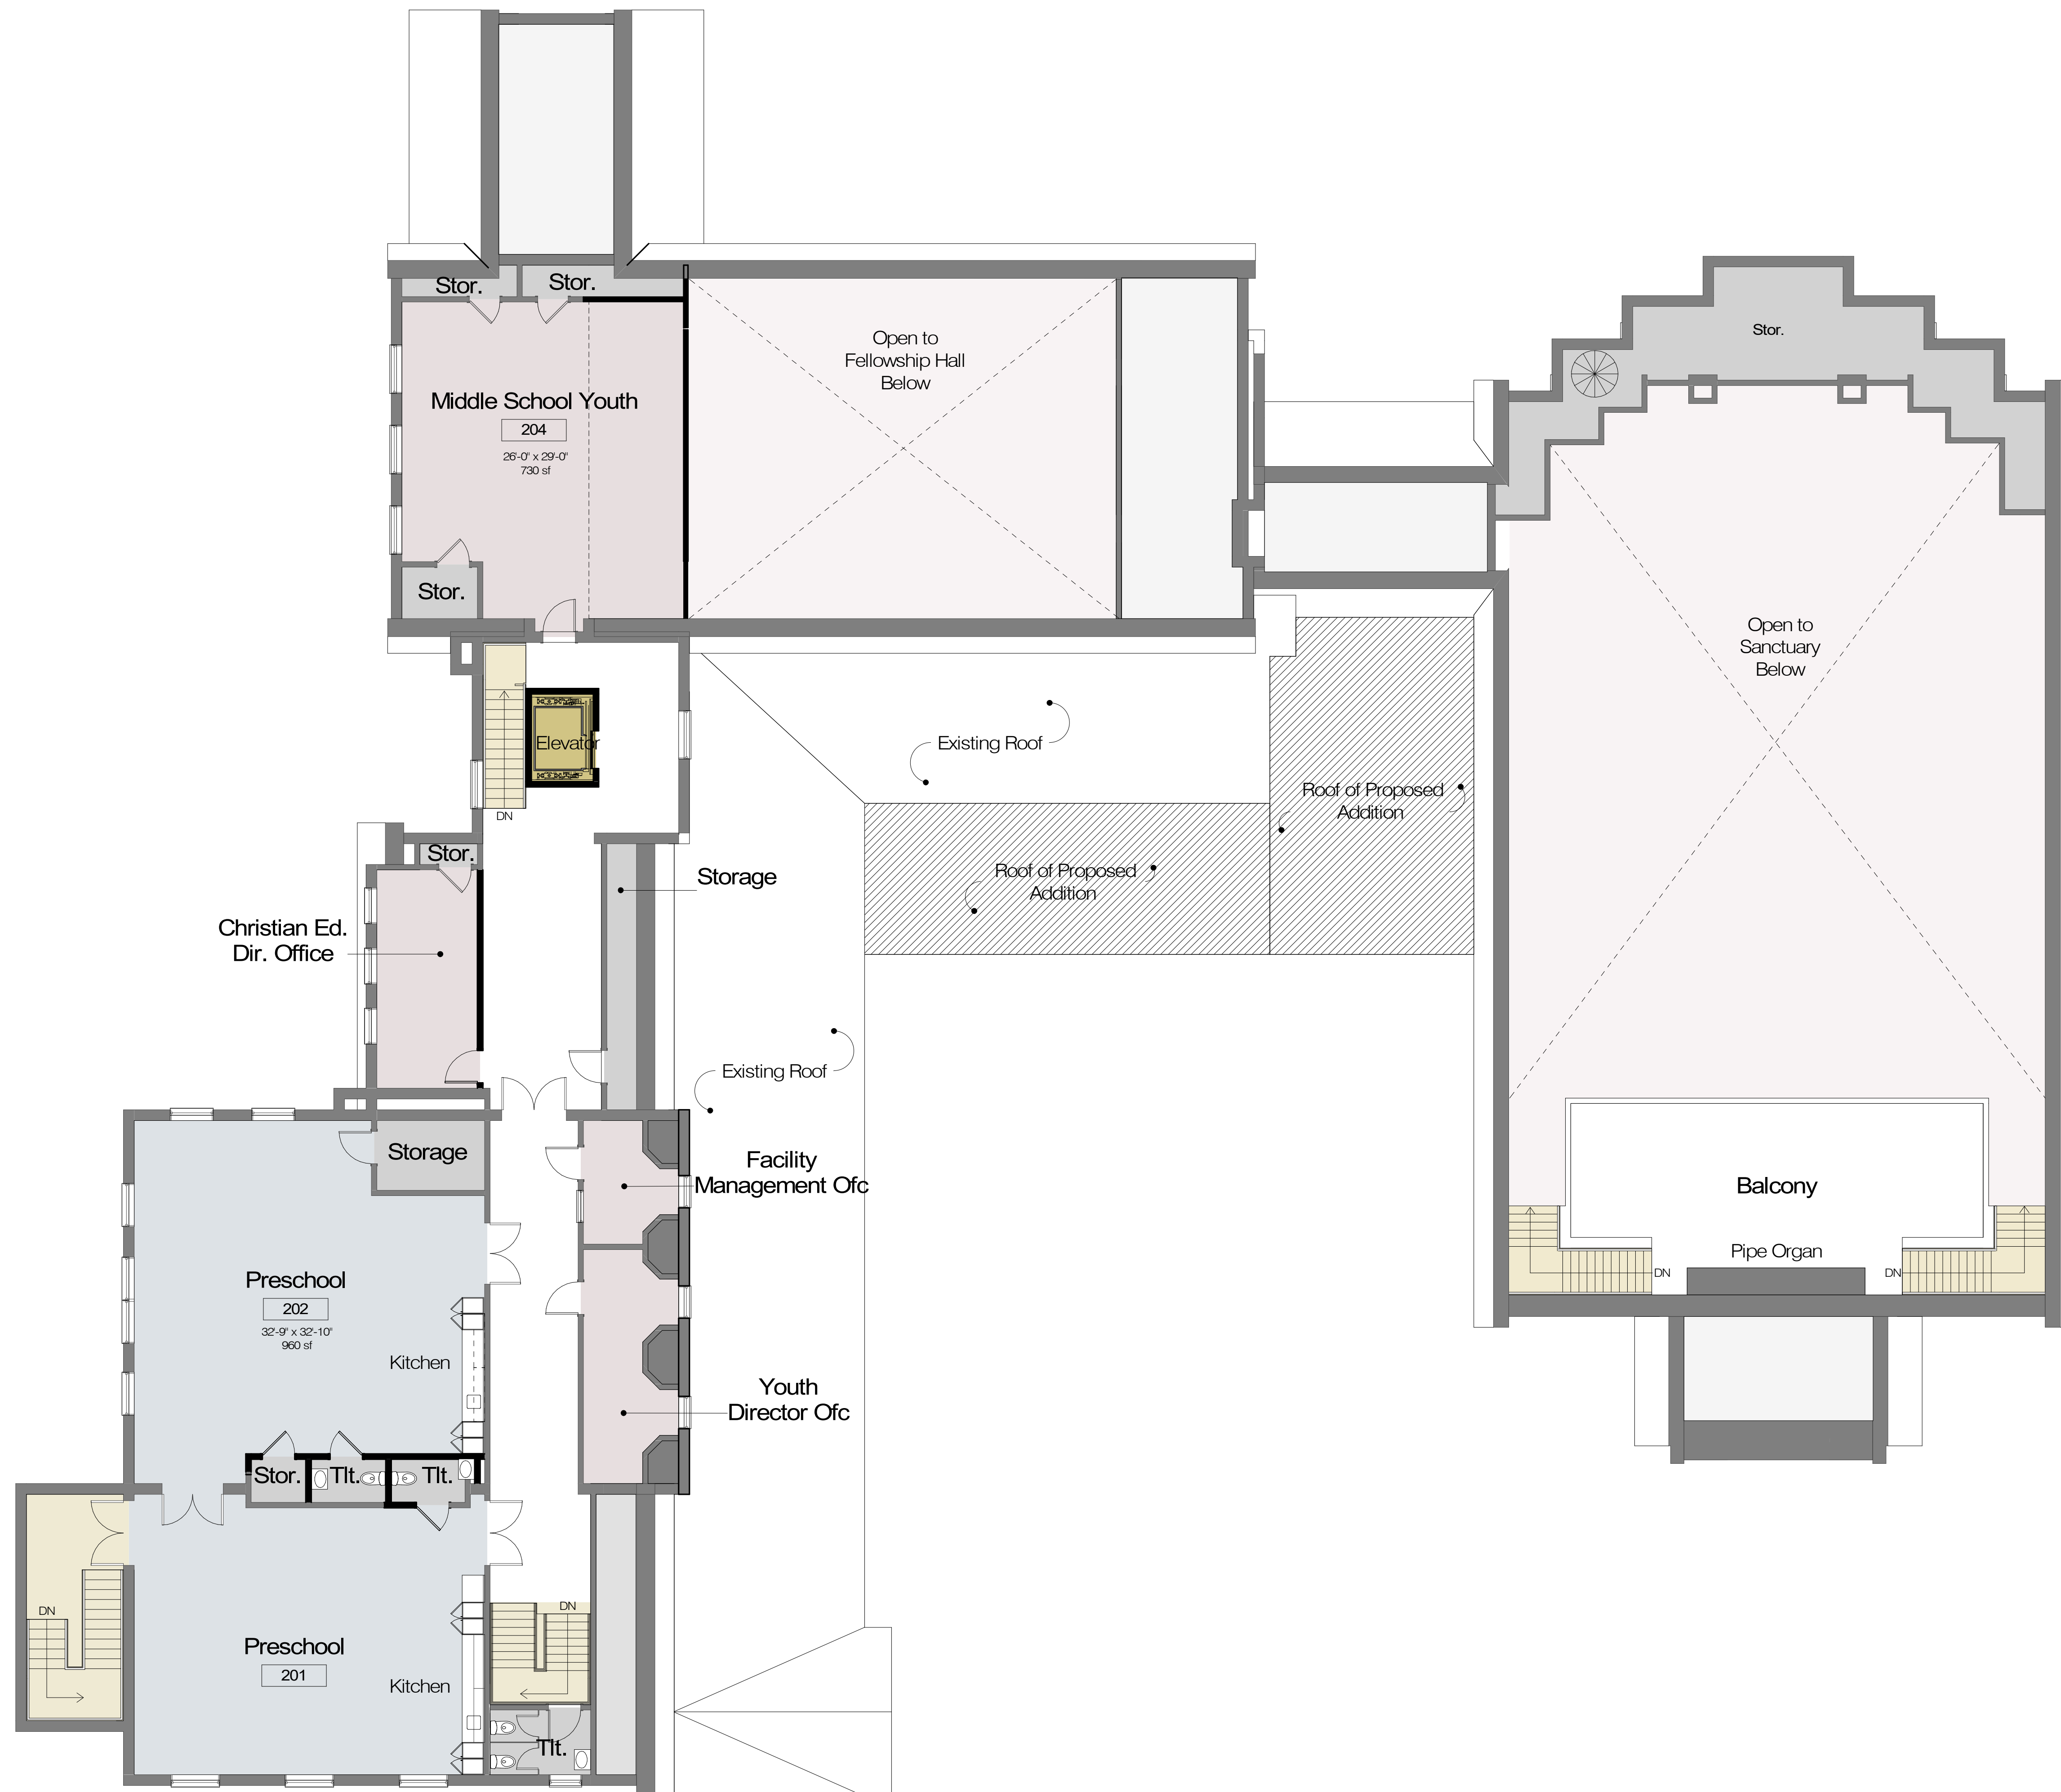 Stor.
Stor.
Middle School Youth
204
26'-0" x 29'-0"
730 sf
Stor.
Open to
Fellowship Hall
Below
Stor.
Open to
Sanctuary
Below
Elevator
DN
Existing Roof
Roof of Proposed
Addition
Roof of Proposed
Addition
Stor.
Storage
Christian Ed.
Dir. Office
Existing Roof
Storage
Facility
Management Ofc
Balcony
Pipe Organ
DN
DN
Preschool
202
32'-9" x 32'-10"
960 sf
Kitchen
Youth
Director Ofc
Stor.
Tlt.
Tlt.
DN
DN
Preschool
201
Kitchen
Tlt.